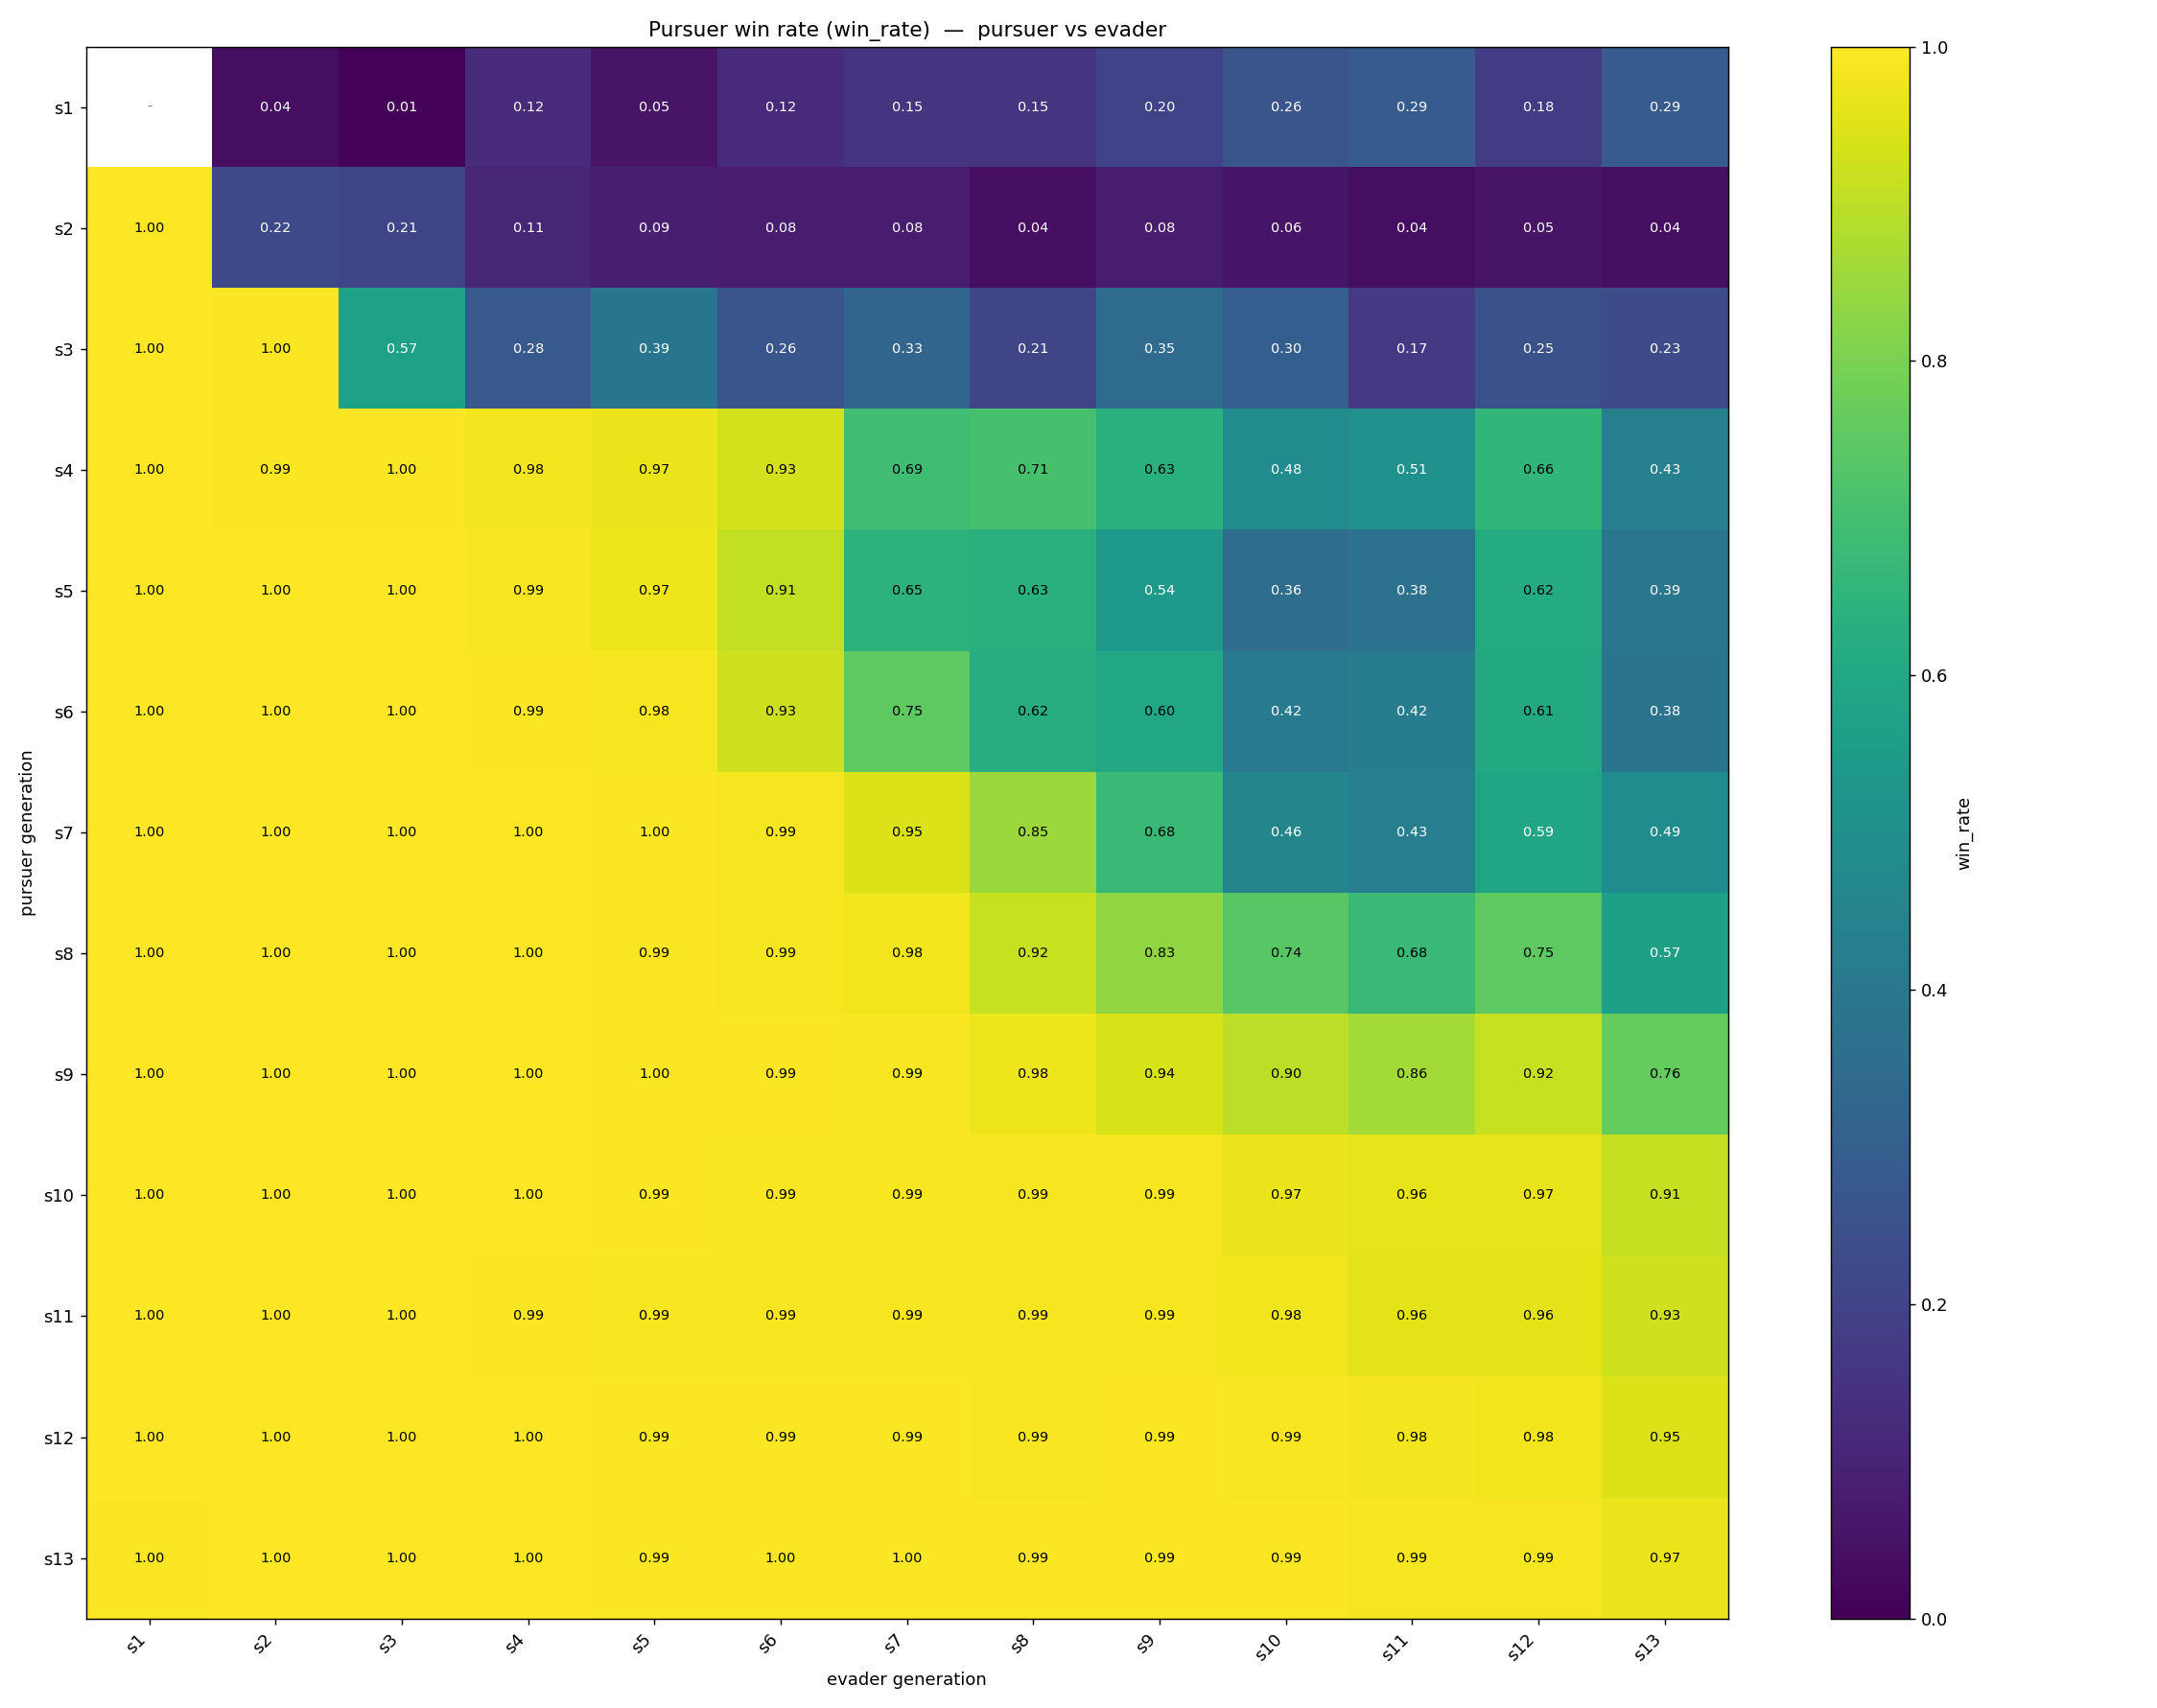 Pursuer win rate (win_rate) — pursuer vs evader
s1 - 0.04 0.01 0.12 0.05 0.12 0.15 0.15 0.20 0.26 0.29 0.18 0.29
s2 1.00 0.22 0.21 0.11 0.09 0.08 0.08 0.04 0.08 0.06 0.04 0.05 0.04
s3 1.00 1.00 0.57 0.28 0.39 0.26 0.33 0.21 0.35 0.30 0.17 0.25 0.23
s4 1.00 0.99 1.00 0.98 0.97 0.93 0.69 0.71 0.63 0.48 0.51 0.66 0.43
s5 1.00 1.00 1.00 0.99 0.97 0.91 0.65 0.63 0.54 0.36 0.38 0.62 0.39
s6 1.00 1.00 1.00 0.99 0.98 0.93 0.75 0.62 0.60 0.42 0.42 0.61 0.38
s7 1.00 1.00 1.00 1.00 1.00 0.99 0.95 0.85 0.68 0.46 0.43 0.59 0.49
s8 1.00 1.00 1.00 1.00 0.99 0.99 0.98 0.92 0.83 0.74 0.68 0.75 0.57
s9 1.00 1.00 1.00 1.00 1.00 0.99 0.99 0.98 0.94 0.90 0.86 0.92 0.76
s10 1.00 1.00 1.00 1.00 0.99 0.99 0.99 0.99 0.99 0.97 0.96 0.97 0.91
s11 1.00 1.00 1.00 0.99 0.99 0.99 0.99 0.99 0.99 0.98 0.96 0.96 0.93
s12 1.00 1.00 1.00 1.00 0.99 0.99 0.99 0.99 0.99 0.99 0.98 0.98 0.95
s13 1.00 1.00 1.00 1.00 0.99 1.00 1.00 0.99 0.99 0.99 0.99 0.99 0.97
s1 s2 s3 s4 s5 s6 s7 s8 s9 s10 s11 s12 s13
evader generation
pursuer generation
1.0
0.8
0.6
0.4
0.2
0.0
win_rate